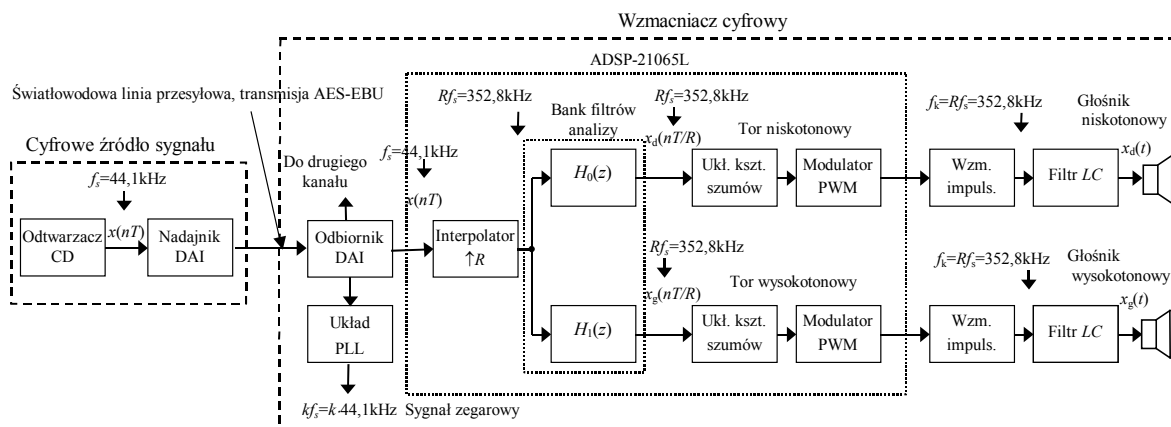 Wzmacniacz cyfrowy
ADSP-21065L
Światłowodowa linia przesyłowa, transmisja AES-EBU
Cyfrowe źródło sygnału
fs=44,1kHz
x(nT)
Odtwarzacz
CD
Nadajnik
DAI
Do drugiego
kanału
Odbiornik
DAI
Układ
PLL
kfs=k·44,1kHz
Sygnał zegarowy
fs=44,1kHz
x(nT)
Interpolator
↑R
Rfs=352,8kHz
Bank filtrów
analizy
H0(z)
H1(z)
Rfs=352,8kHz
xd(nT/R)
Tor niskotonowy
Ukł. kszt.
szumów
Modulator
PWM
fk=Rfs=352,8kHz
Wzm.
impuls.
Filtr LC
Głośnik
niskotonowy
xd(t)
Rfs=352,8kHz
xg(nT/R)
Tor wysokotonowy
Ukł. kszt.
szumów
Modulator
PWM
fk=Rfs=352,8kHz
Wzm.
impuls.
Filtr LC
Głośnik
wysokotonowy
xg(t)